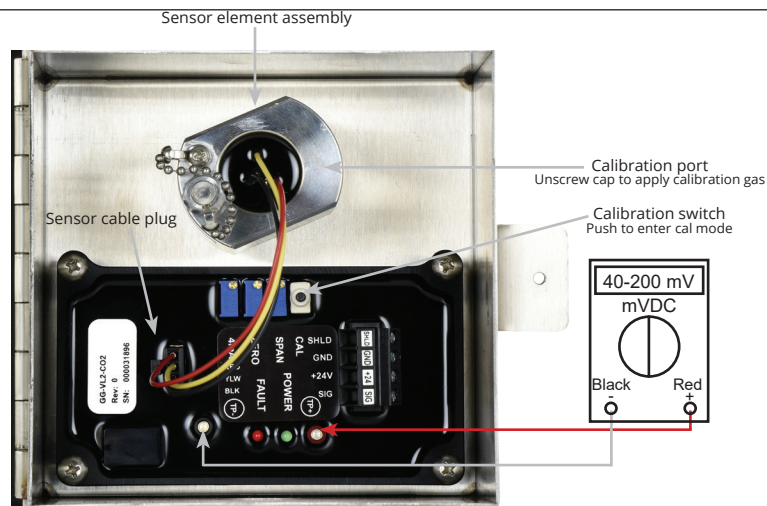 Sensor element assembly
Calibration port
Unscrew cap to apply calibration gas
Calibration switch
Push to enter cal mode
Sensor cable plug
40-200 mV
mVDC
Black
-
Red
+
GG-VL2-CO2
Rev: 0
SN: 000031896
CAL
SPAN
SHLD
GND
+24V
SIG
POWER
FAULT
YLW
BLK
TP-
TP+
SHLD
GND
+24
SIG